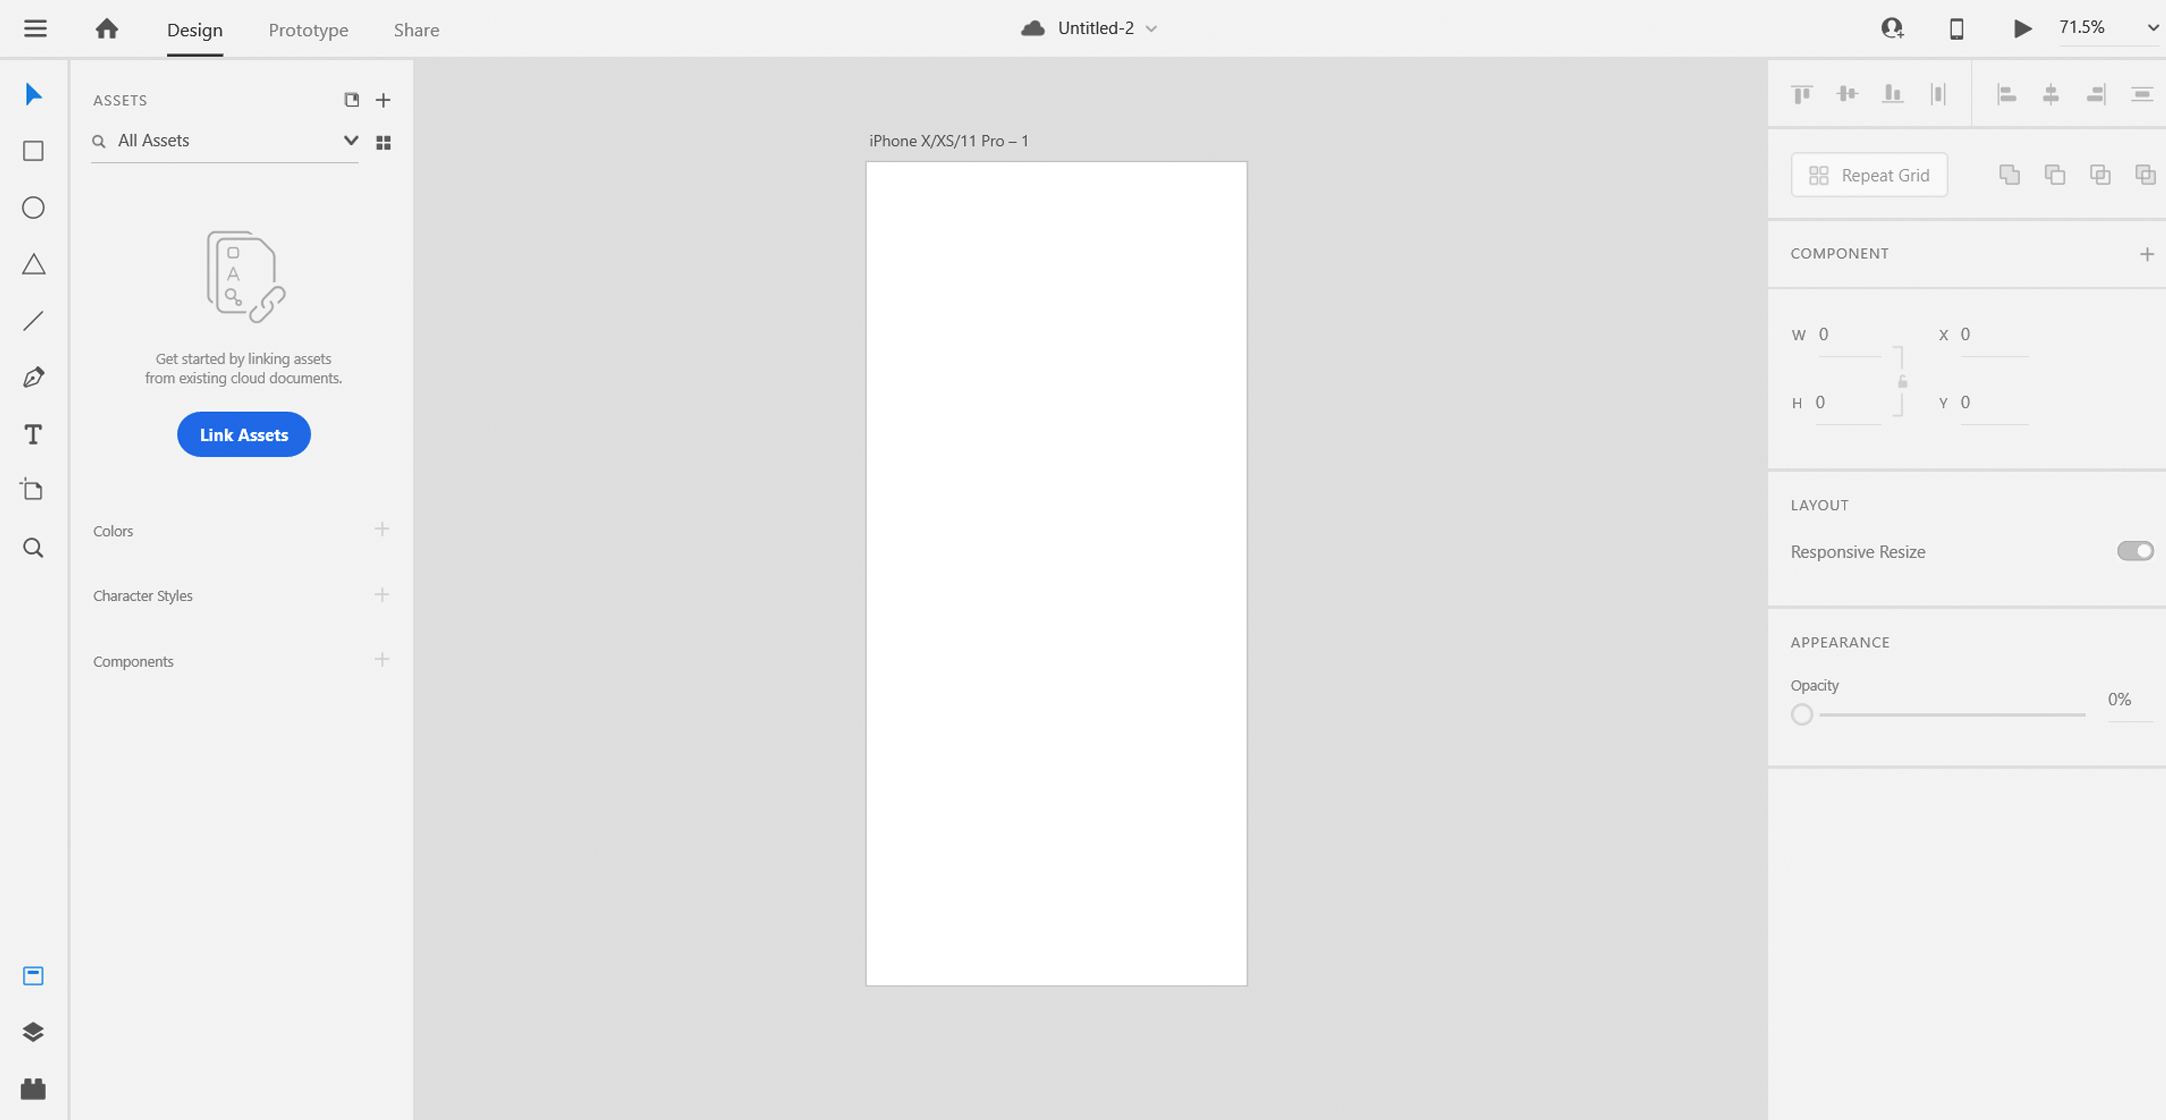 Design
Prototype
Share
Untitled-2
71.5%
ASSETS
All Assets
A
Get started by linking assets
from existing cloud documents.
Link Assets
Colors
Character Styles
Components
iPhone X/XS/11 Pro – 1
Repeat Grid
COMPONENT
W 0
X 0
H 0
Y 0
LAYOUT
Responsive Resize
APPEARANCE
Opacity
0%